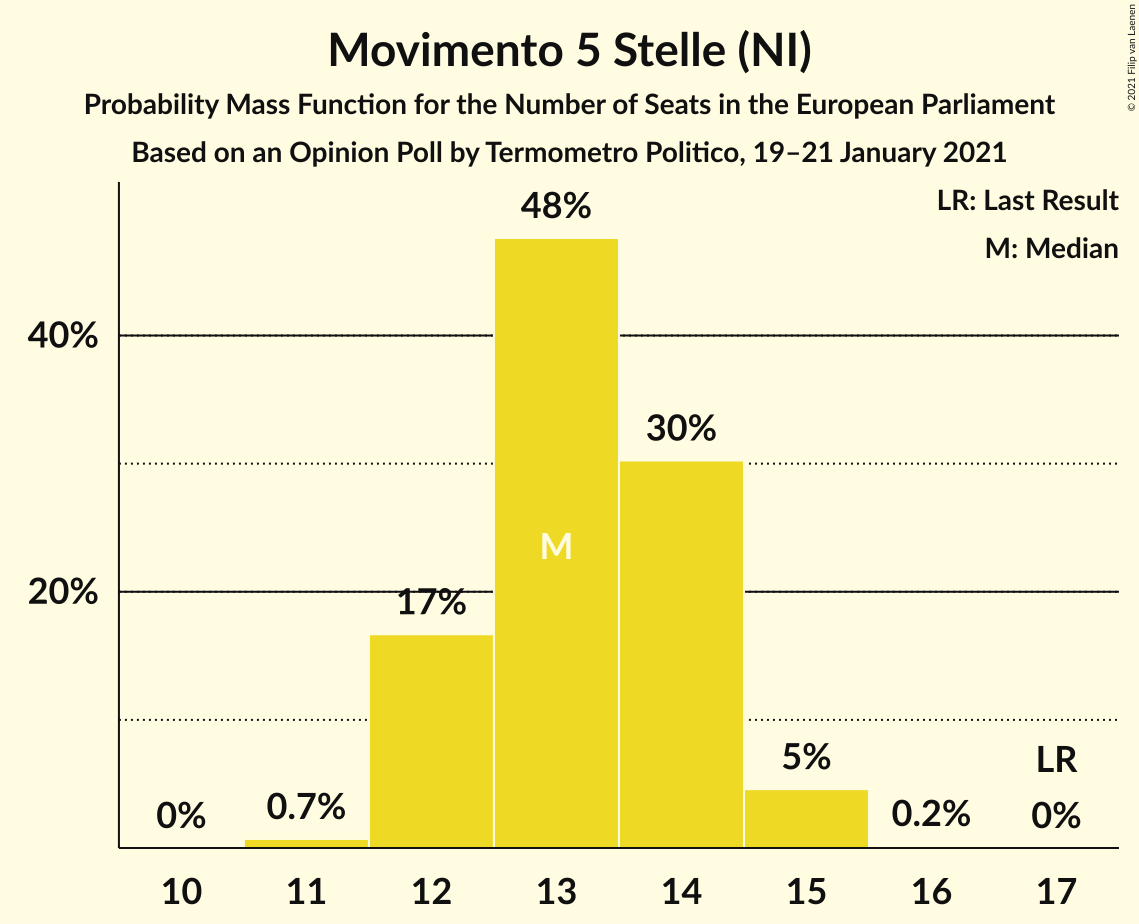 Movimento 5 Stelle (NI)
Probability Mass Function for the Number of Seats in the European Parliament
Based on an Opinion Poll by Termometro Politico, 19–21 January 2021
© 2021 Filip van Laenen
LR: Last Result
M: Median
48%
40%
30%
M
20%
17%
5%
LR
0%
0.7%
0.2%
0%
10 11 12 13 14 15 16 17